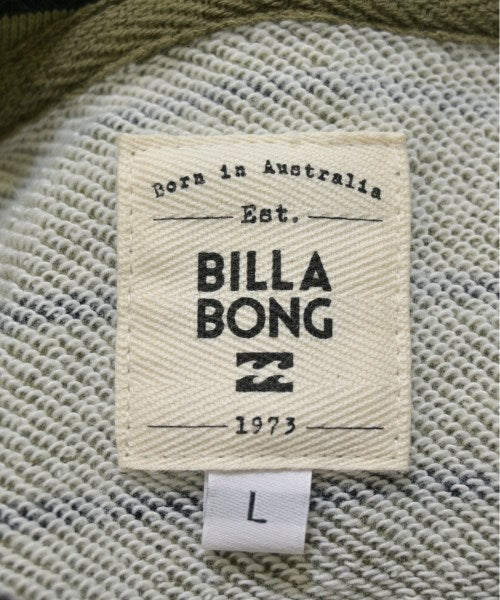 Born in Australia
Est.
BILLA
BONG
1973
L